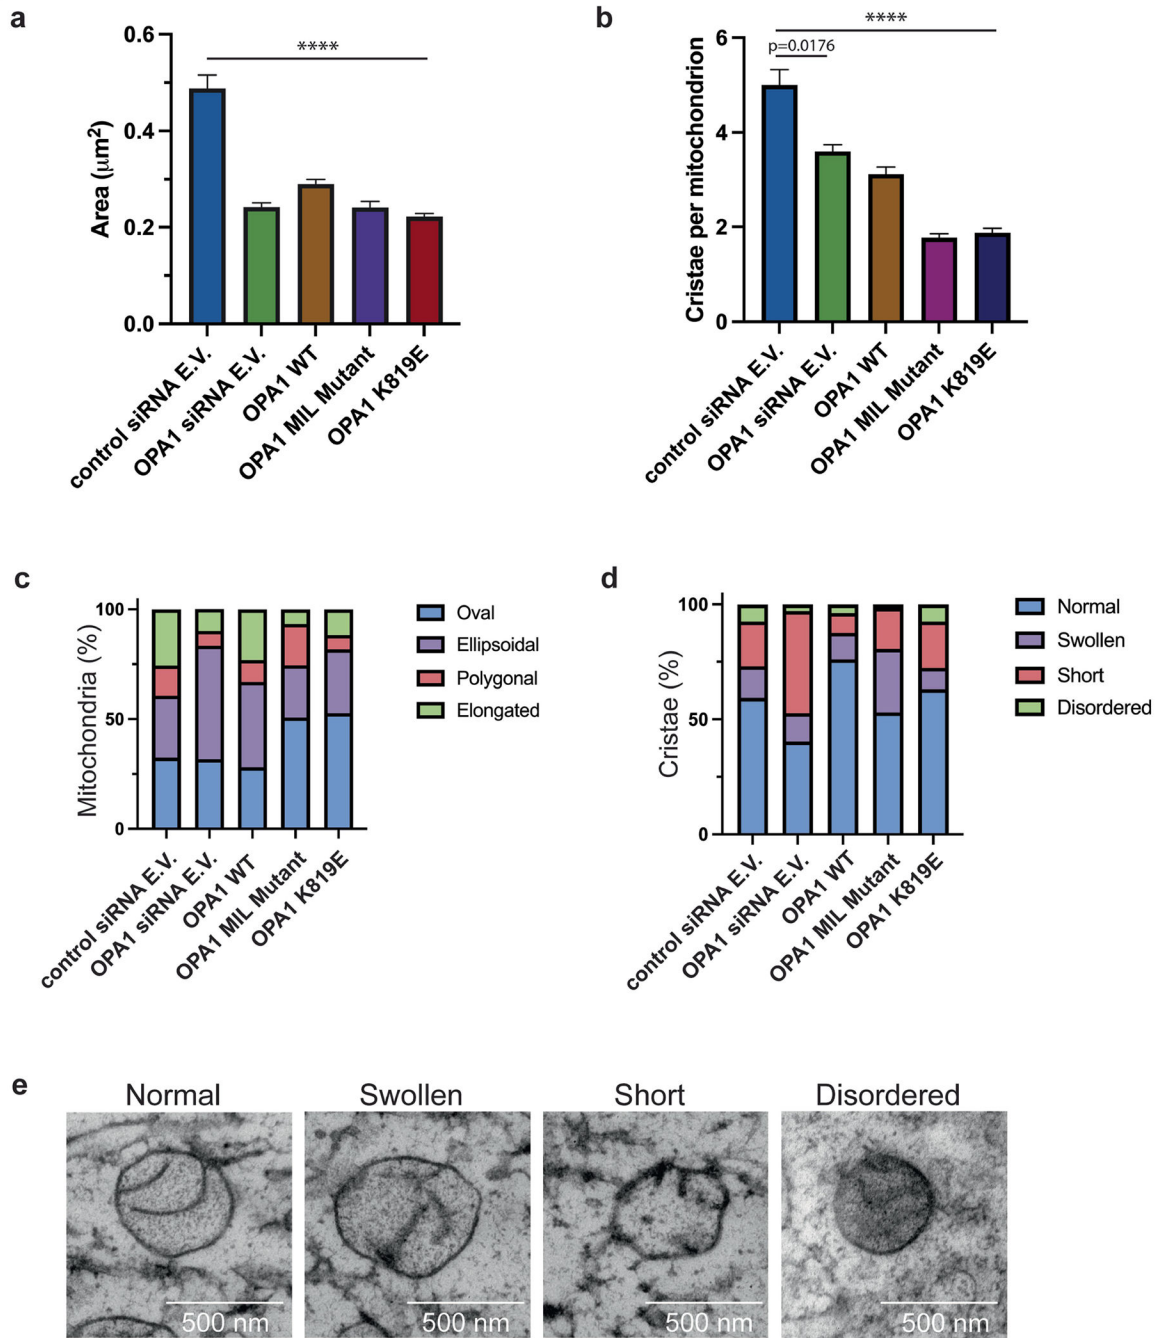 a
0.6
0.4
0.2
0.0
Area (μm²)
****
control siRNA E.V.
OPA1 siRNA E.V.
OPA1 WT
OPA1 MIL Mutant
OPA1 K819E
b
6
4
2
0
Cristae per mitochondrion
****
p=0.0176
control siRNA E.V.
OPA1 siRNA E.V.
OPA1 WT
OPA1 MIL Mutant
OPA1 K819E
c
100
50
0
Mitochondria (%)
Oval
Ellipsoidal
Polygonal
Elongated
control siRNA E.V.
OPA1 siRNA E.V.
OPA1 WT
OPA1 MIL Mutant
OPA1 K819E
d
100
50
0
Cristae (%)
Normal
Swollen
Short
Disordered
control siRNA E.V.
OPA1 siRNA E.V.
OPA1 WT
OPA1 MIL Mutant
OPA1 K819E
e
Normal
Swollen
Short
Disordered
500 nm
500 nm
500 nm
500 nm